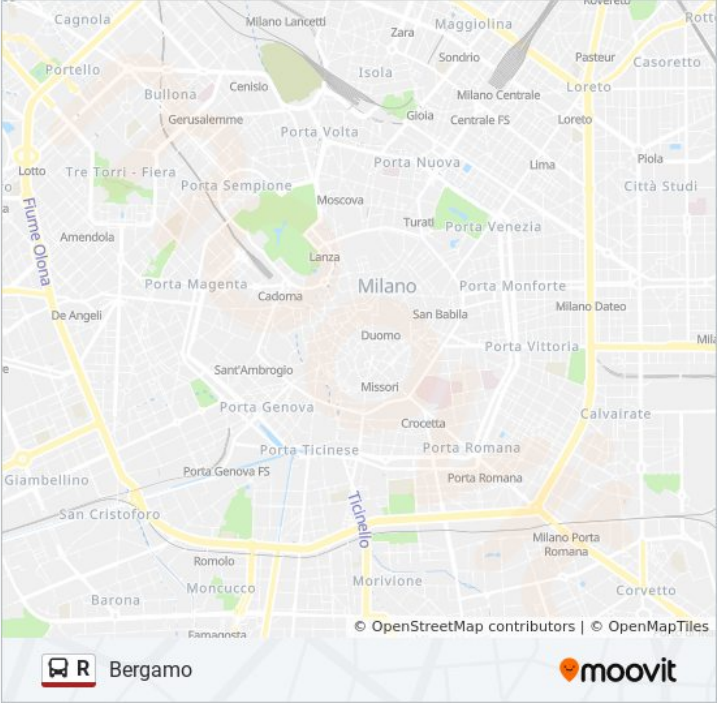 Cagnola
Milano Lancetti
Zara
Maggiolina
Rovereto
Rott
Portello
Isola
Sondrio
Pasteur
Casoretto
Bullona
Cenisio
Milano Centrale
Loreto
Gerusalemme
Gioia
Centrale FS
Loreto
Porta Volta
Lotto
Tre Torri - Fiera
Porta Nuova
Lima
Piola
Porta Sempione
Città Studi
Moscova
Turati
Porta Venezia
Fiume Olona
Amendola
Lanza
Porta Magenta
Cadorna
Milano
Porta Monforte
De Angeli
San Babila
Milano Dateo
Duomo
Porta Vittoria
Mila
Sant'Ambrogio
Missori
Porta Genova
Crocetta
Calvairate
Porta Ticinese
Porta Romana
Giambellino
Porta Genova FS
Porta Romana
San Cristoforo
Ticinello
Milano Porta
Romana
Romolo
Morivione
Moncucco
Corvetto
Barona
Famagosta
© OpenStreetMap contributors | © OpenMapTiles
R Bergamo
moovit